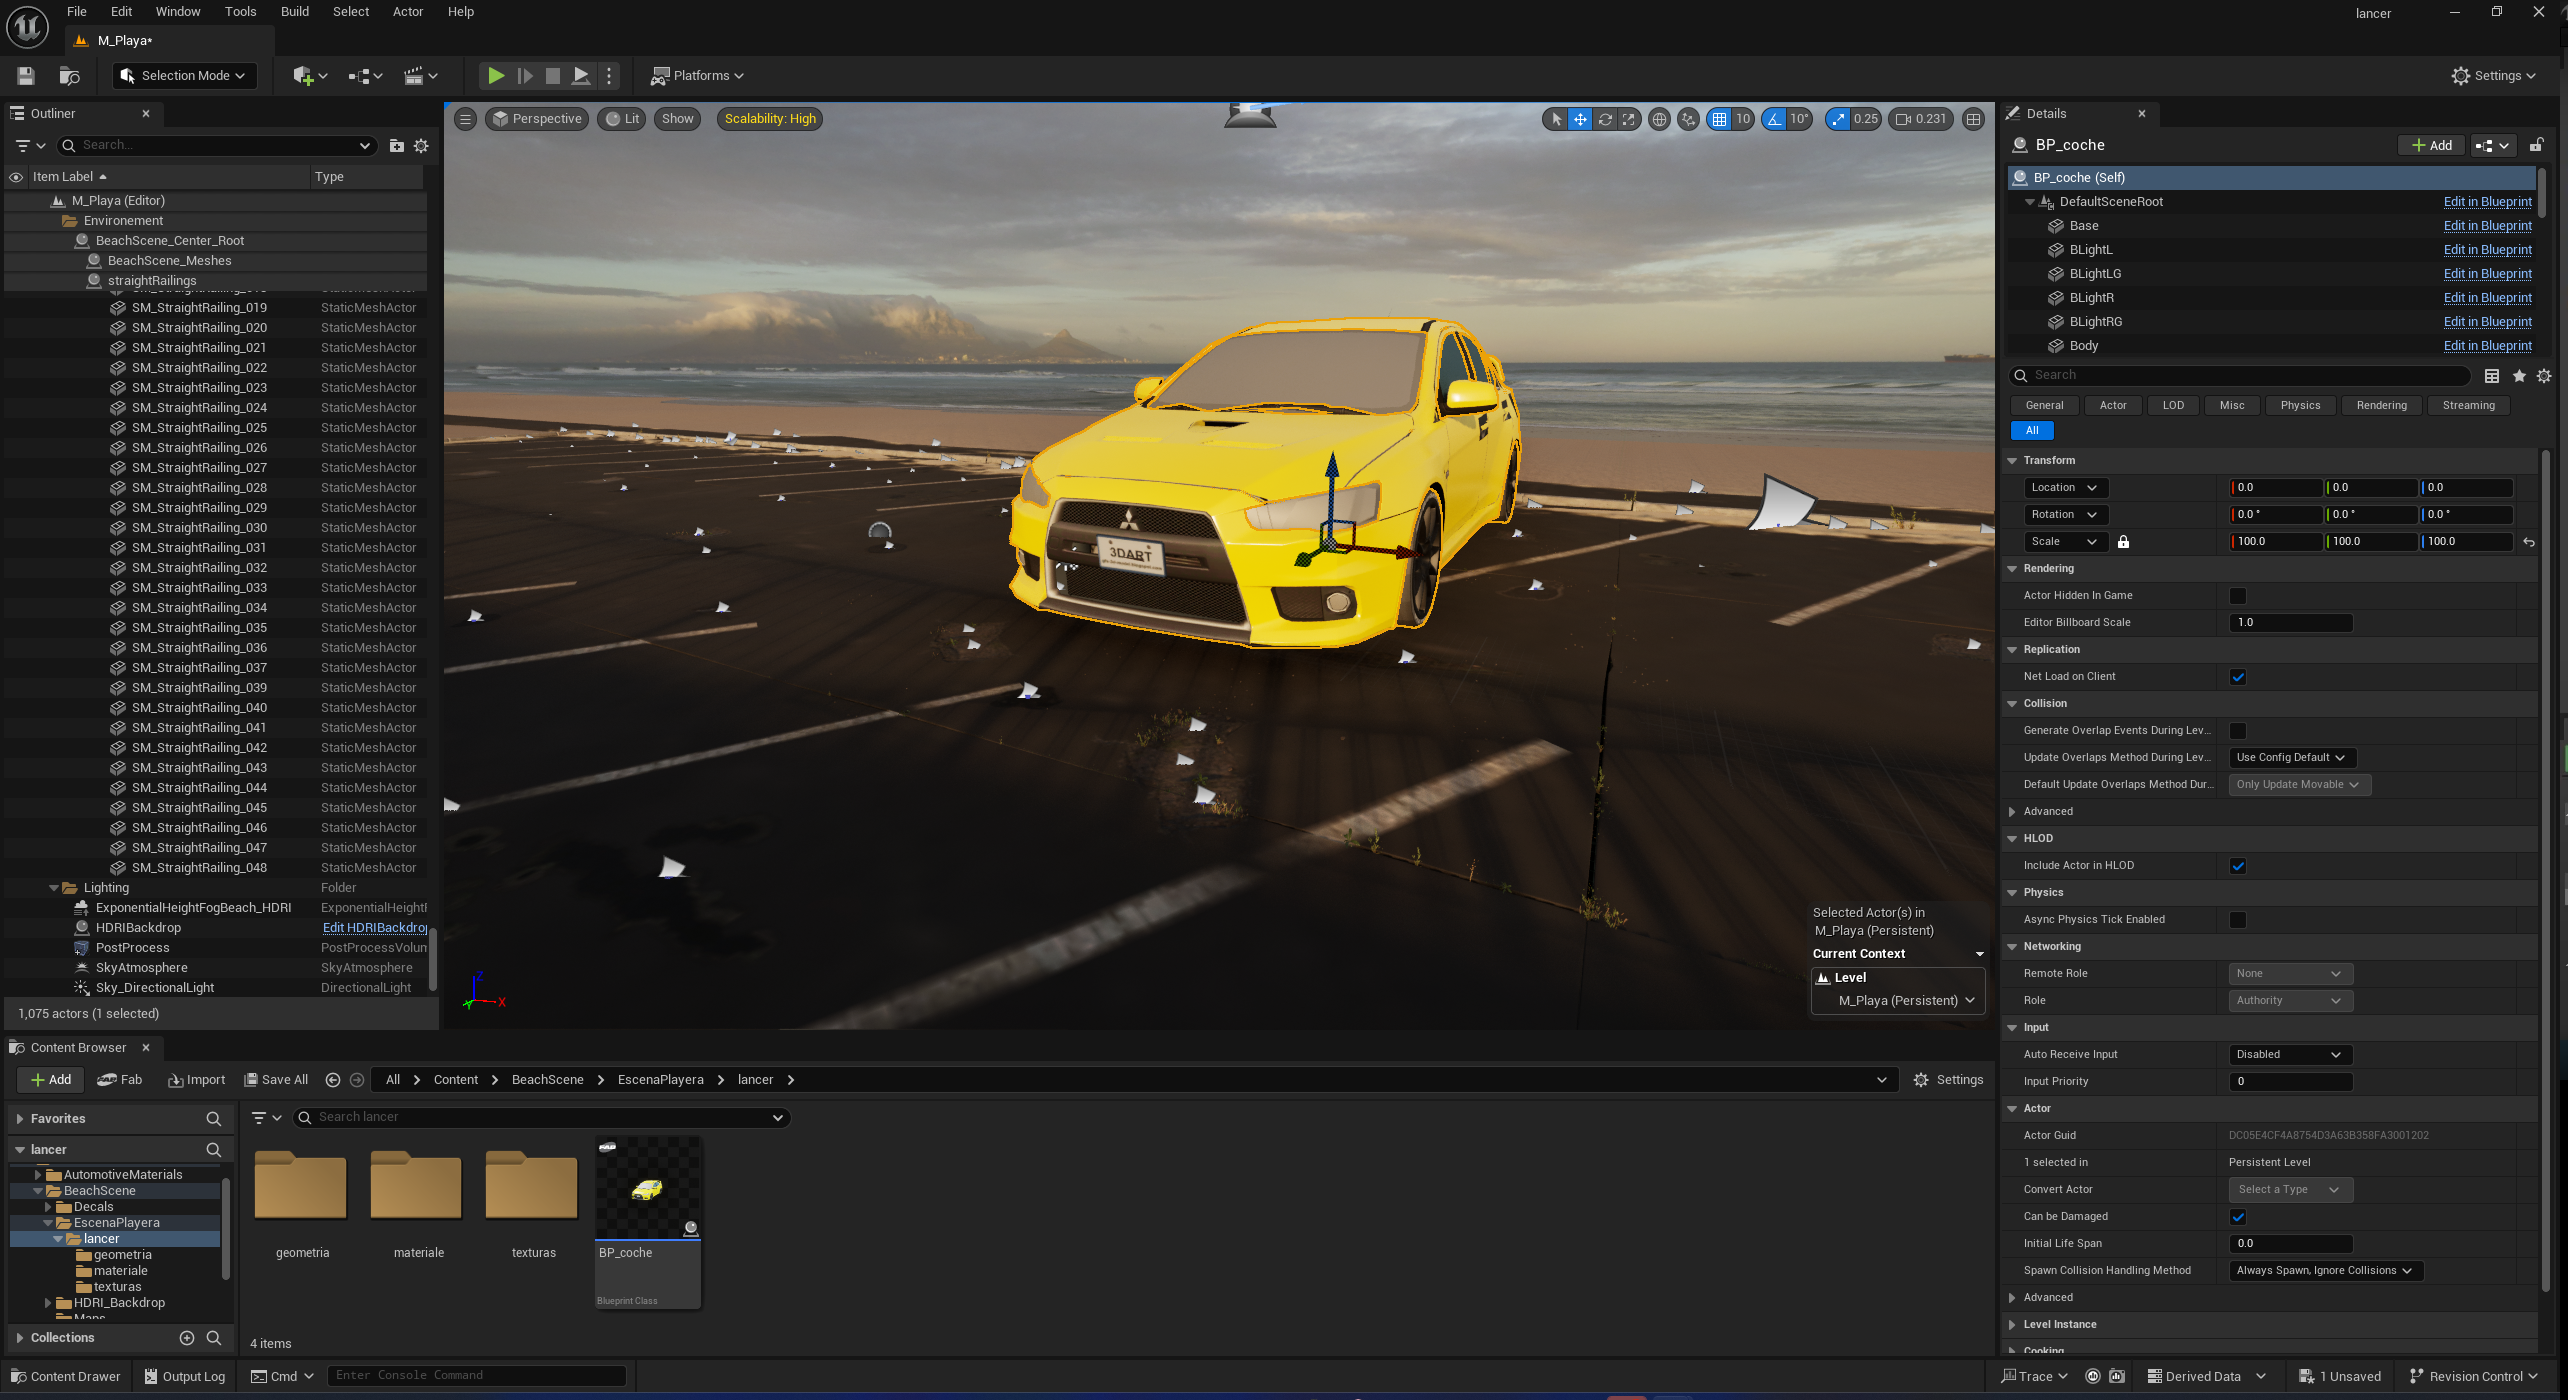 File Edit Window Tools Build Select Actor Help
lancer
M_Playa*
Selection Mode
Platforms
Settings
Outliner
Search...
Item Label Type
M_Playa (Editor)
Environement
BeachScene_Center_Root
BeachScene_Meshes
straightRailings
SM_StraightRailing_019 StaticMeshActor
SM_StraightRailing_020 StaticMeshActor
SM_StraightRailing_021 StaticMeshActor
SM_StraightRailing_022 StaticMeshActor
SM_StraightRailing_023 StaticMeshActor
SM_StraightRailing_024 StaticMeshActor
SM_StraightRailing_025 StaticMeshActor
SM_StraightRailing_026 StaticMeshActor
SM_StraightRailing_027 StaticMeshActor
SM_StraightRailing_028 StaticMeshActor
SM_StraightRailing_029 StaticMeshActor
SM_StraightRailing_030 StaticMeshActor
SM_StraightRailing_031 StaticMeshActor
SM_StraightRailing_032 StaticMeshActor
SM_StraightRailing_033 StaticMeshActor
SM_StraightRailing_034 StaticMeshActor
SM_StraightRailing_035 StaticMeshActor
SM_StraightRailing_036 StaticMeshActor
SM_StraightRailing_037 StaticMeshActor
SM_StraightRailing_039 StaticMeshActor
SM_StraightRailing_040 StaticMeshActor
SM_StraightRailing_041 StaticMeshActor
SM_StraightRailing_042 StaticMeshActor
SM_StraightRailing_043 StaticMeshActor
SM_StraightRailing_044 StaticMeshActor
SM_StraightRailing_045 StaticMeshActor
SM_StraightRailing_046 StaticMeshActor
SM_StraightRailing_047 StaticMeshActor
SM_StraightRailing_048 StaticMeshActor
Lighting Folder
ExponentialHeightFogBeach_HDRI ExponentialHeightF
HDRIBackdrop Edit HDRIBackdrop
PostProcess PostProcessVolum
SkyAtmosphere SkyAtmosphere
Sky_DirectionalLight DirectionalLight
1,075 actors (1 selected)
Perspective Lit Show Scalability: High
10 10° 0.25 0.231
3DART
Z
X
Selected Actor(s) in
M_Playa (Persistent)
Current Context
Level
M_Playa (Persistent)
Details
BP_coche
Add
BP_coche (Self)
DefaultSceneRoot Edit in Blueprint
Base Edit in Blueprint
BLightL Edit in Blueprint
BLightLG Edit in Blueprint
BLightR Edit in Blueprint
BLightRG Edit in Blueprint
Body Edit in Blueprint
Search
General Actor LOD Misc Physics Rendering Streaming
All
Transform
Location 0.0 0.0 0.0
Rotation 0.0 ° 0.0 ° 0.0 °
Scale 100.0 100.0 100.0
Rendering
Actor Hidden In Game
Editor Billboard Scale 1.0
Replication
Net Load on Client
Collision
Generate Overlap Events During Lev...
Update Overlaps Method During Lev... Use Config Default
Default Update Overlaps Method Dur... Only Update Movable
Advanced
HLOD
Include Actor in HLOD
Physics
Async Physics Tick Enabled
Networking
Remote Role None
Role Authority
Input
Auto Receive Input Disabled
Input Priority 0
Actor
Actor Guid DC05E4CF4A8754D3A63B358FA3001202
1 selected in Persistent Level
Convert Actor Select a Type
Can be Damaged
Initial Life Span 0.0
Spawn Collision Handling Method Always Spawn, Ignore Collisions
Advanced
Level Instance
Cooking
Content Browser
Add Fab Import Save All All Content BeachScene EscenaPlayera lancer Settings
Favorites
lancer
AutomotiveMaterials
BeachScene
Decals
EscenaPlayera
lancer
geometria
materiale
texturas
HDRI_Backdrop
Maps
Collections
Search lancer
geometria materiale texturas BP_coche
Blueprint Class
4 items
Content Drawer Output Log Cmd Enter Console Command Trace Derived Data 1 Unsaved Revision Control